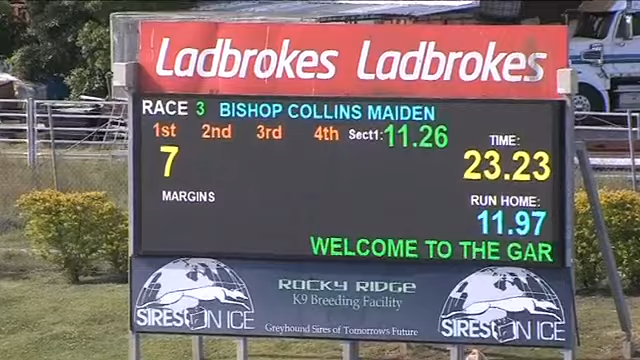 Ladbrokes Ladbrokes
RACE 3 BISHOP COLLINS MAIDEN
1st 2nd 3rd 4th Sect1: 11.26
TIME:
7 23.23
MARGINS
RUN HOME:
11.97
WELCOME TO THE GAR
ROCKY RIDGE
K9 Breeding Facility
SIRES ON ICE SIRES ON ICE
Greyhound Sires of Tomorrows Future